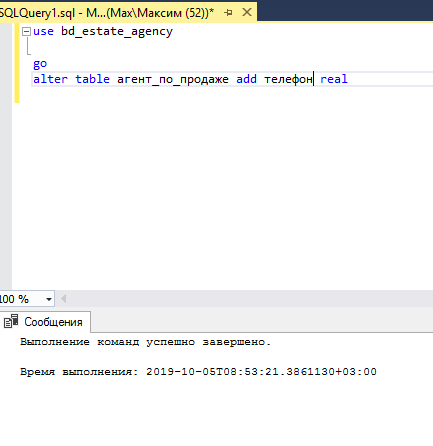 SQLQuery1.sql - M...(Max\Максим (52))*
use bd_estate_agency
go
alter table агент_по_продаже add телефон real
100 %
Сообщения
Выполнение команд успешно завершено.
Время выполнения: 2019-10-05T08:53:21.3861130+03:00